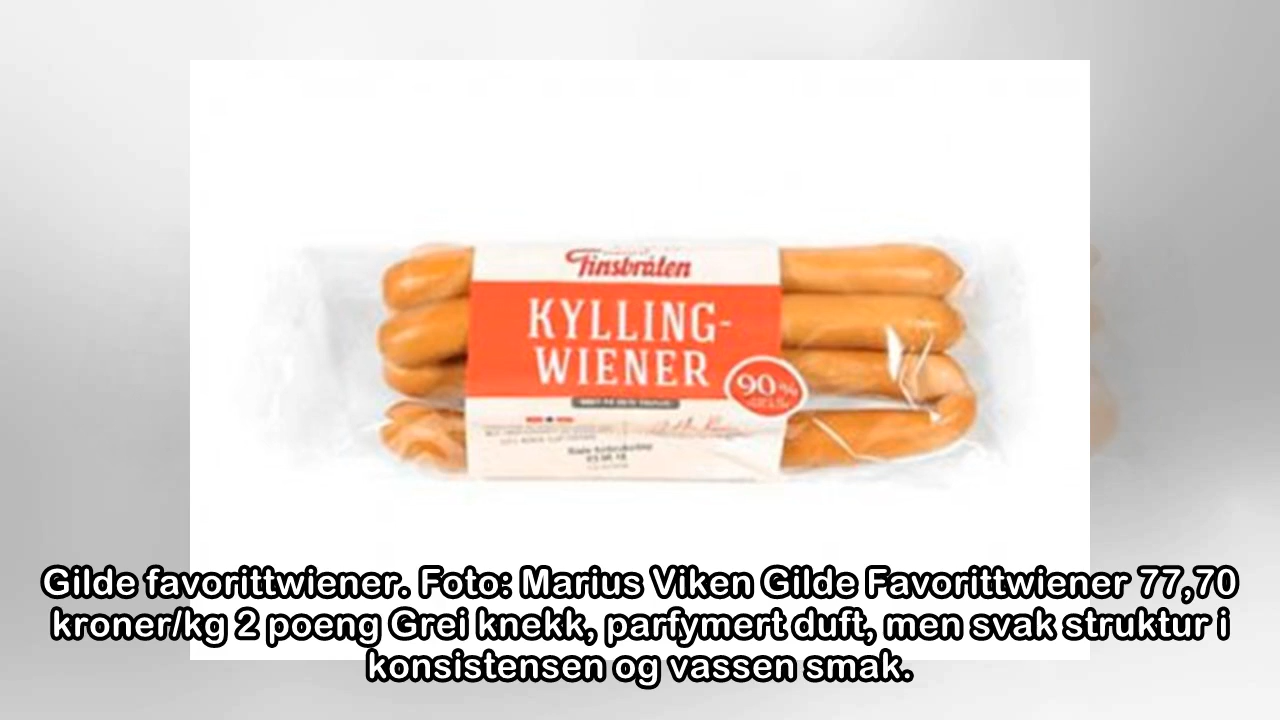 Finsbråten
KYLLING-
WIENER
90%
Gilde favorittwiener. Foto: Marius Viken Gilde Favorittwiener 77,70
kroner/kg 2 poeng Grei knekk, parfymert duft, men svak struktur i
konsistensen og vassen smak.